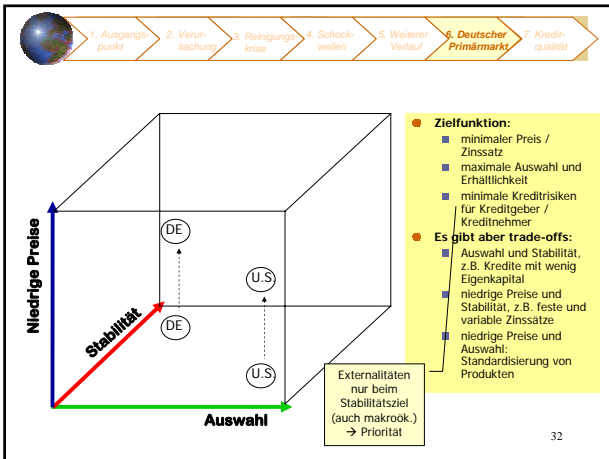 1. Ausgangs-
punkt
2. Verur-
sachung
3. Reinigungs-
krise
4. Schock-
wellen
5. Weiterer
Verlauf
6. Deutscher
Primärmarkt
7. Kredit-
qualität
Niedrige Preise
Stabilität
Auswahl
DE
U.S.
DE
U.S.
Zielfunktion:
minimaler Preis /
Zinssatz
maximale Auswahl und
Erhältlichkeit
minimale Kreditrisiken
für Kreditgeber /
Kreditnehmer
Es gibt aber trade-offs:
Auswahl und Stabilität,
z.B. Kredite mit wenig
Eigenkapital
niedrige Preise und
Stabilität, z.B. feste und
variable Zinssätze
niedrige Preise und
Auswahl:
Standardisierung von
Produkten
Externalitäten
nur beim
Stabilitätsziel
(auch makroök.)
→ Priorität
32